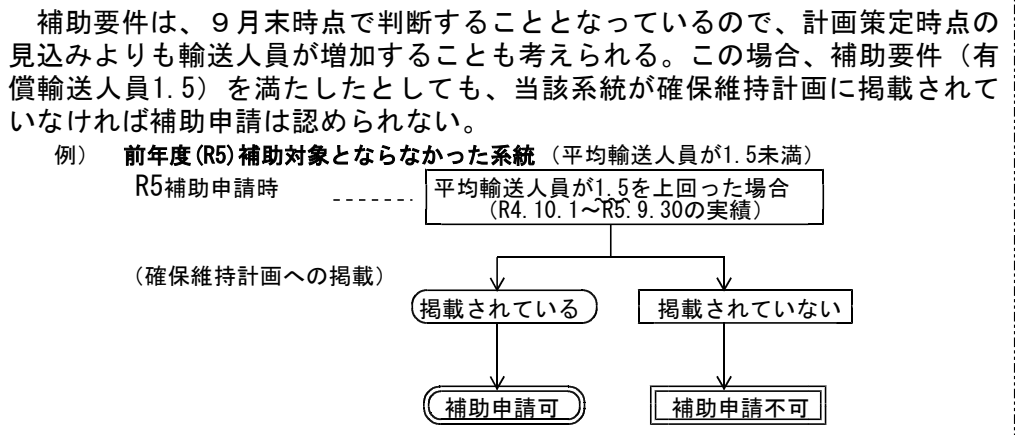 補助要件は、９月末時点で判断することとなっているので、計画策定時点の
見込みよりも輸送人員が増加することも考えられる。この場合、補助要件（有
償輸送人員1.5）を満たしたとしても、当該系統が確保維持計画に掲載されて
いなければ補助申請は認められない。
例）　前年度(R5)補助対象とならなかった系統（平均輸送人員が1.5未満）
R5補助申請時　平均輸送人員が1.5を上回った場合
（R4.10.1～R5.9.30の実績）
（確保維持計画への掲載）
掲載されている　掲載されていない
補助申請可　補助申請不可